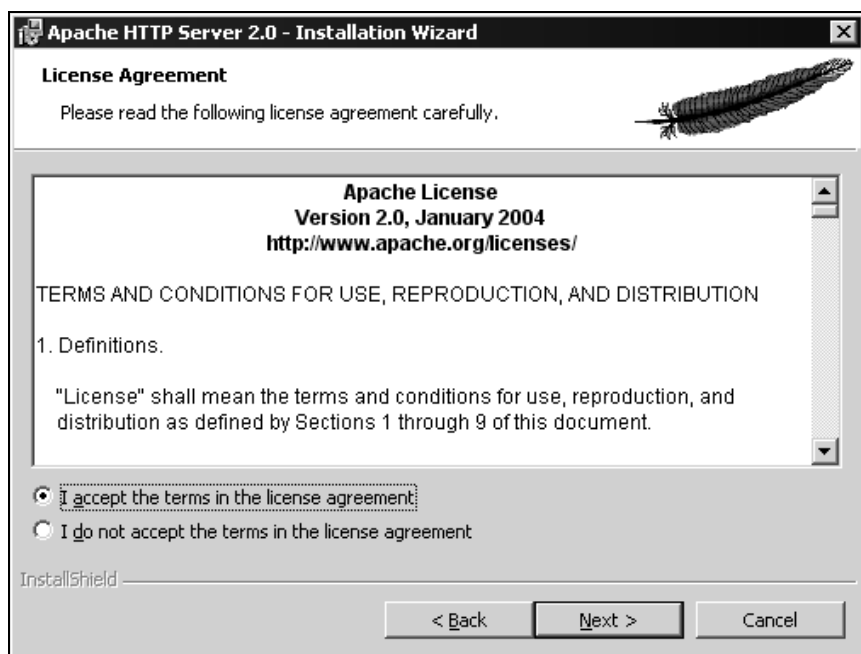 Apache HTTP Server 2.0 - Installation Wizard
License Agreement
Please read the following license agreement carefully.
Apache License
Version 2.0, January 2004
http://www.apache.org/licenses/
TERMS AND CONDITIONS FOR USE, REPRODUCTION, AND DISTRIBUTION
1. Definitions.
"License" shall mean the terms and conditions for use, reproduction, and
distribution as defined by Sections 1 through 9 of this document.
I accept the terms in the license agreement
I do not accept the terms in the license agreement
InstallShield
< Back Next > Cancel